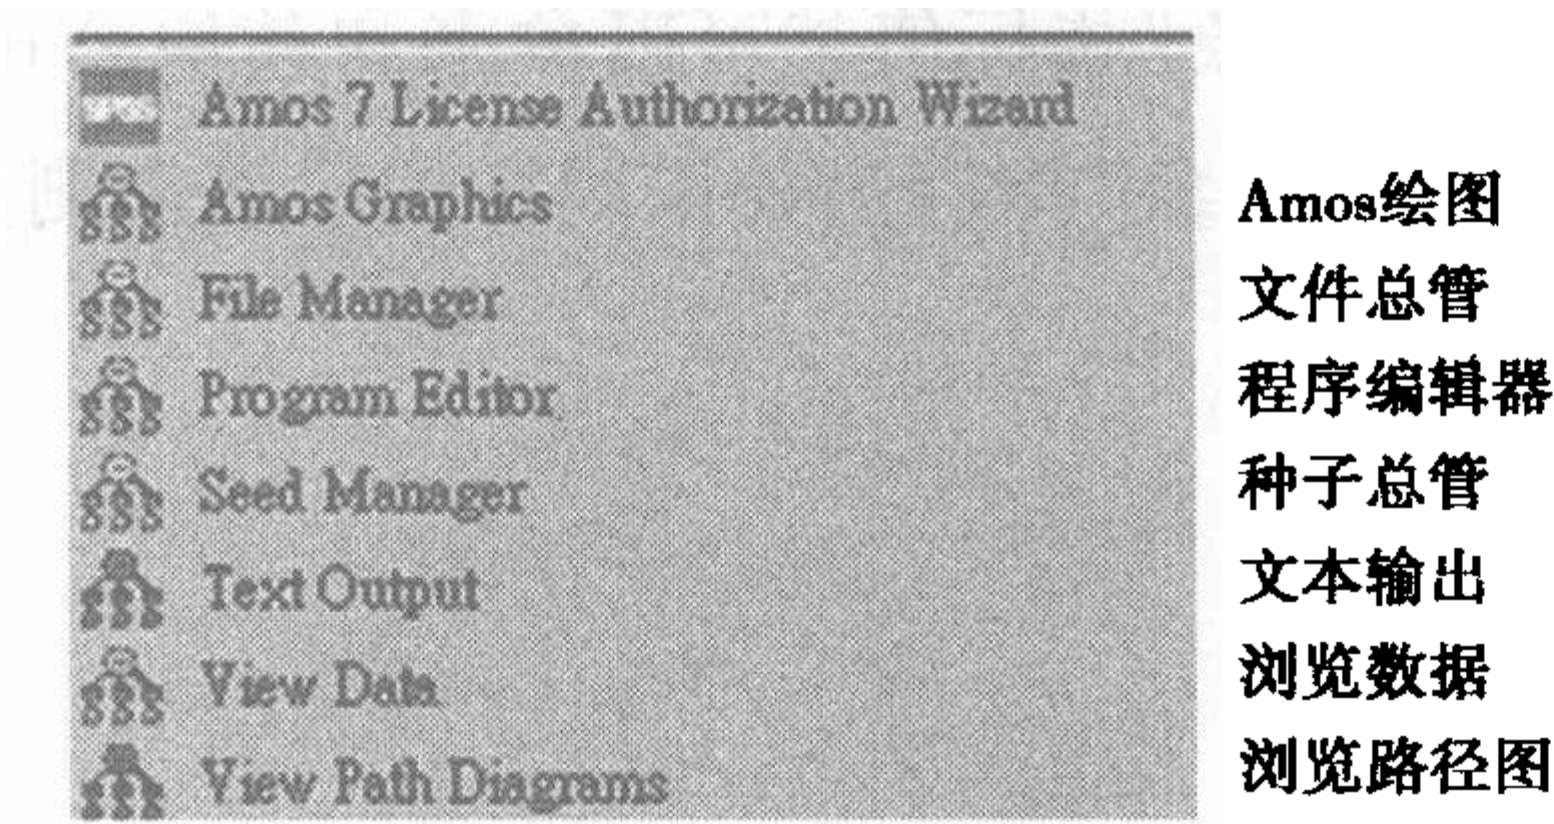 SPSS Amos 7 License Authorization Wizard
Amos Graphics Amos绘图
File Manager 文件总管
Program Editor 程序编辑器
Seed Manager 种子总管
Text Output 文本输出
View Data 浏览数据
View Path Diagrams 浏览路径图